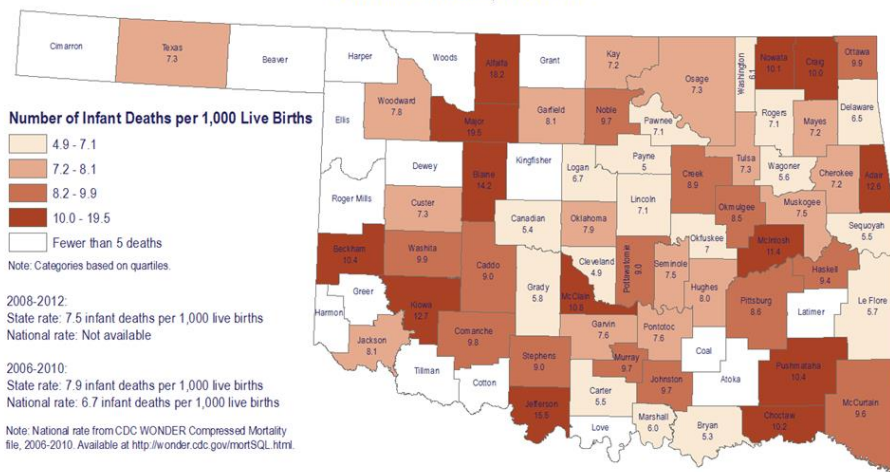 Cimarron
Texas
7.3
Beaver
Harper
Woods
Alfalfa
18.2
Grant
Kay
7.2
Osage
7.3
Washington
6.1
Nowata
10.1
Craig
10.0
Ottawa
9.9
Ellis
Woodward
7.8
Major
19.5
Garfield
8.1
Noble
9.7
Pawnee
7.1
Rogers
7.1
Mayes
7.2
Delaware
6.5
Number of Infant Deaths per 1,000 Live Births
4.9 - 7.1
7.2 - 8.1
8.2 - 9.9
10.0 - 19.5
Fewer than 5 deaths
Note: Categories based on quartiles.
Dewey
Blaine
14.2
Kingfisher
Logan
6.7
Payne
5
Creek
8.9
Tulsa
7.3
Wagoner
5.6
Cherokee
7.2
Adair
12.6
Roger Mills
Custer
7.3
Canadian
5.4
Oklahoma
7.9
Lincoln
7.1
Okmulgee
8.5
Muskogee
7.5
Sequoyah
5.5
Beckham
10.4
Washita
9.9
Caddo
9.0
Grady
5.8
Cleveland
4.9
Pottawatomie
9.0
Seminole
7.5
Okfuskee
7
McIntosh
11.4
Haskell
9.4
Greer
Kiowa
12.7
McClain
10.8
Hughes
8.0
Pittsburg
8.6
Latimer
Le Flore
5.7
Harmon
Jackson
8.1
Comanche
9.8
Garvin
7.6
Pontotoc
7.6
Coal
Tillman
Cotton
Stephens
9.0
Murray
9.7
Johnston
9.7
Atoka
Pushmataha
10.4
McCurtain
9.6
Jefferson
15.5
Carter
5.5
Love
Marshall
6.0
Bryan
5.3
Choctaw
10.2
2008-2012:
State rate: 7.5 infant deaths per 1,000 live births
National rate: Not available
2006-2010:
State rate: 7.9 infant deaths per 1,000 live births
National rate: 6.7 infant deaths per 1,000 live births
Note: National rate from CDC WONDER Compressed Mortality
file, 2006-2010. Available at http://wonder.cdc.gov/mortSQL.html.